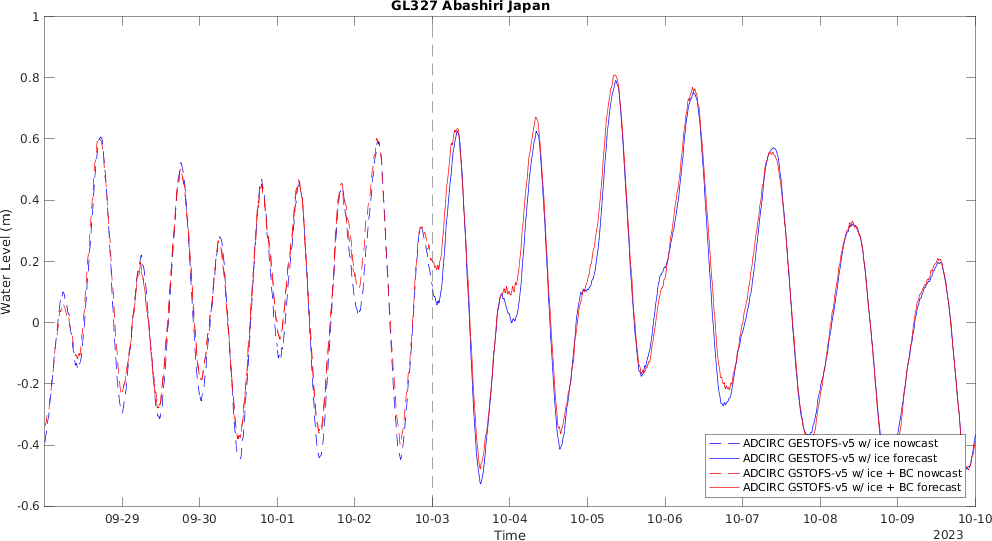 GL327 Abashiri Japan
1
0.8
0.6
0.4
0.2
0
-0.2
-0.4
-0.6
Water Level (m)
ADCIRC GESTOFS-v5 w/ ice nowcast
ADCIRC GESTOFS-v5 w/ ice forecast
ADCIRC GSTOFS-v5 w/ ice + BC nowcast
ADCIRC GSTOFS-v5 w/ ice + BC forecast
09-29 09-30 10-01 10-02 10-03 10-04 10-05 10-06 10-07 10-08 10-09 10-10
Time
2023